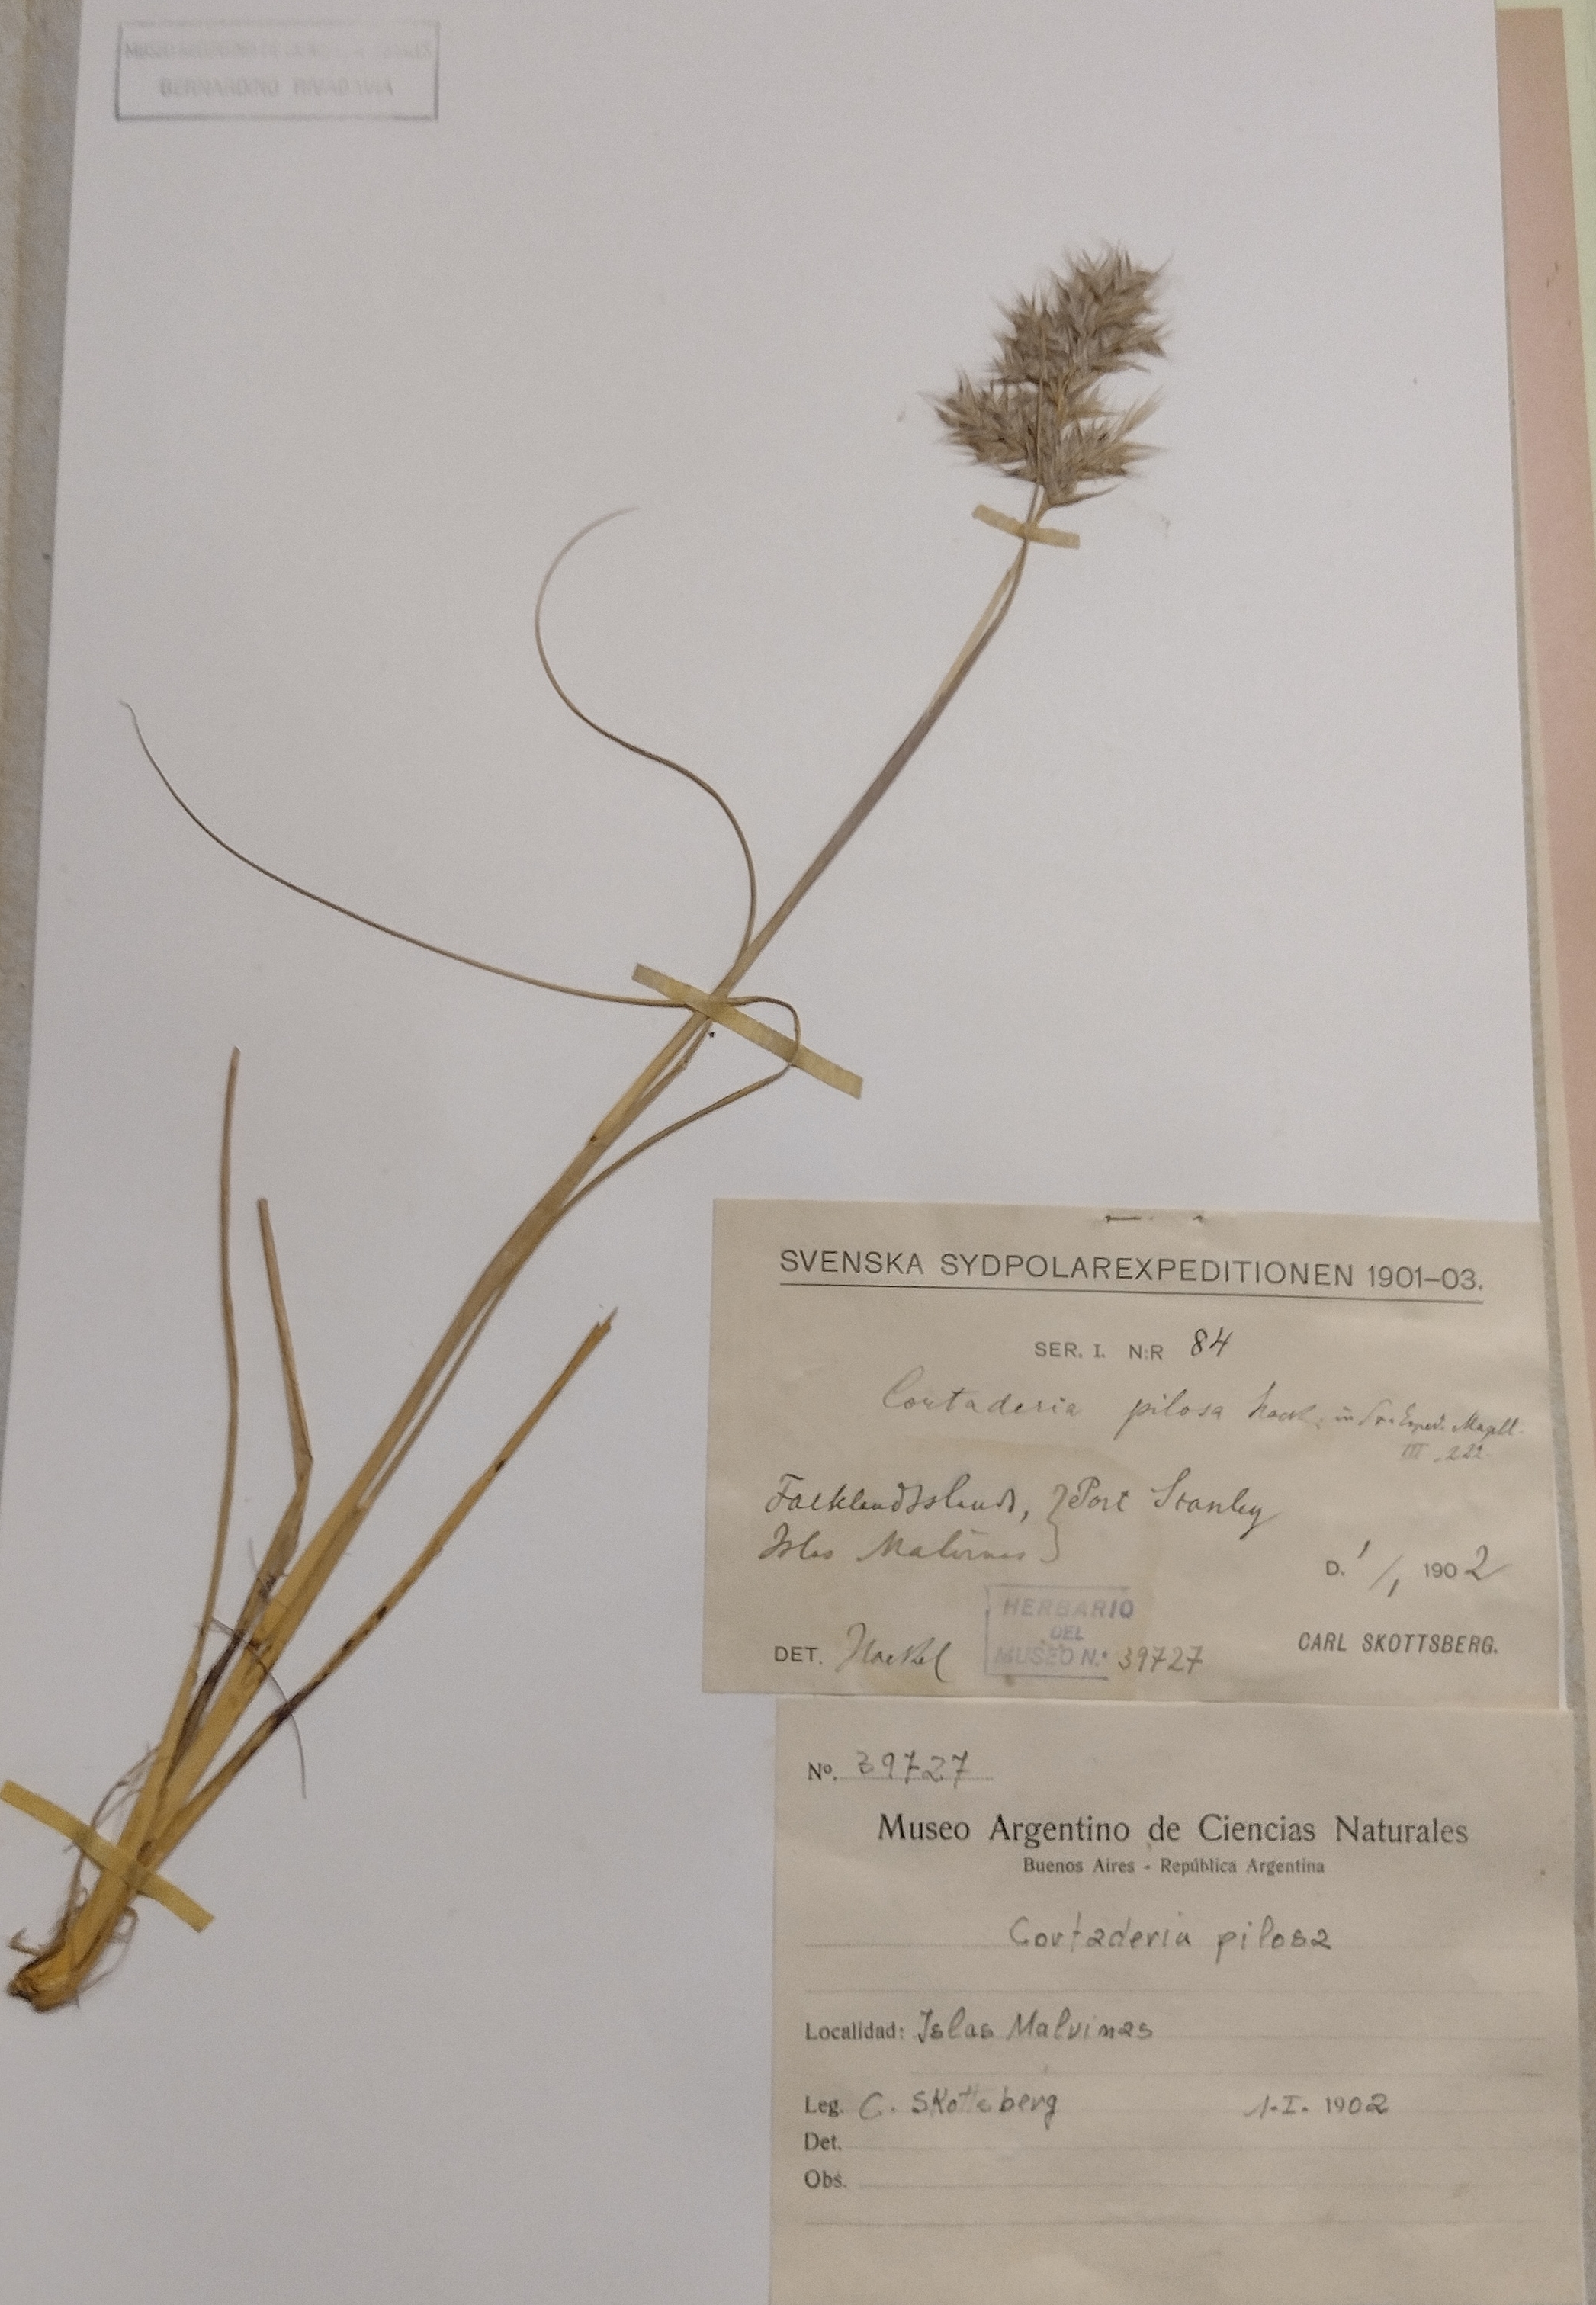 MUSEO ARGENTINO DE CIENCIAS NATURALES
BERNARDINO RIVADAVIA
SVENSKA SYDPOLAREXPEDITIONEN 1901–03.
SER. I. N:R 84
Cortaderia pilosa Hack. in Exped. Magell.
III, 222
Falkland Islands, } Port Stanley
Islas Malvinas }
D. 1/1 1902
HERBARIO
DEL
MUSEO N.° 39727
DET. Hackel
CARL SKOTTSBERG.
No. 39727
Museo Argentino de Ciencias Naturales
Buenos Aires - República Argentina
Cortaderia pilosa
Localidad: Islas Malvinas
Leg. C. Skottsberg 1-I-1902
Det.
Obs.